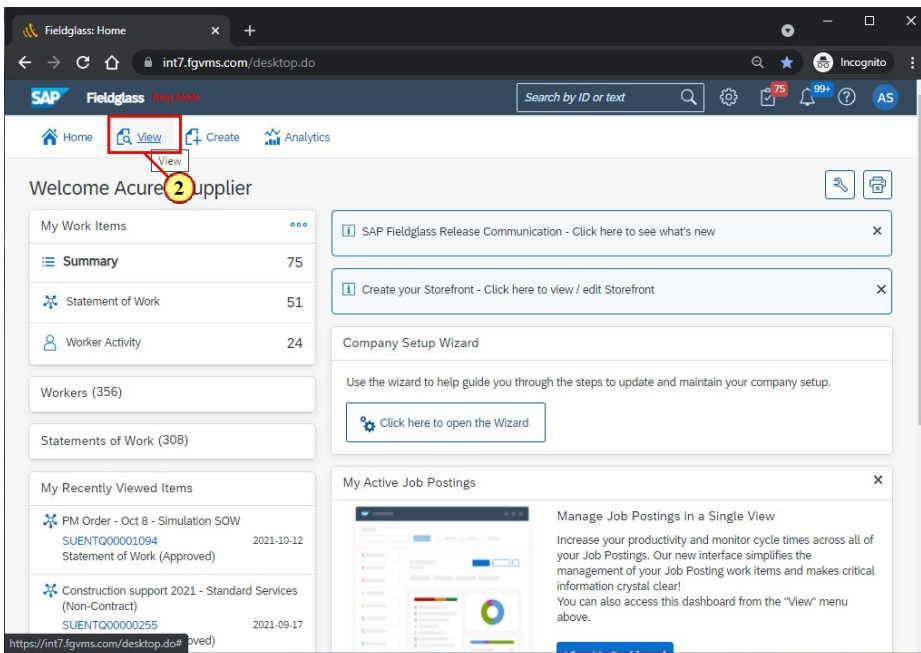 Fieldglass: Home
int7.fgvms.com/desktop.do
Incognito
SAP Fieldglass
Search by ID or text
75
99+
AS
Home View Create Analytics
View
2
Welcome Acure Supplier
My Work Items
Summary 75
Statement of Work 51
Worker Activity 24
Workers (356)
Statements of Work (308)
My Recently Viewed Items
PM Order - Oct 8 - Simulation SOW
SUENTQ00001094 2021-10-12
Statement of Work (Approved)
Construction support 2021 - Standard Services
(Non-Contract)
SUENTQ00000255 2021-09-17
https://int7.fgvms.com/desktop.do#
SAP Fieldglass Release Communication - Click here to see what's new
Create your Storefront - Click here to view / edit Storefront
Company Setup Wizard
Use the wizard to help guide you through the steps to update and maintain your company setup.
Click here to open the Wizard
My Active Job Postings
Manage Job Postings in a Single View
Increase your productivity and monitor cycle times across all of
your Job Postings. Our new interface simplifies the
management of your Job Posting work items and makes critical
information crystal clear!
You can also access this dashboard from the "View" menu
above.